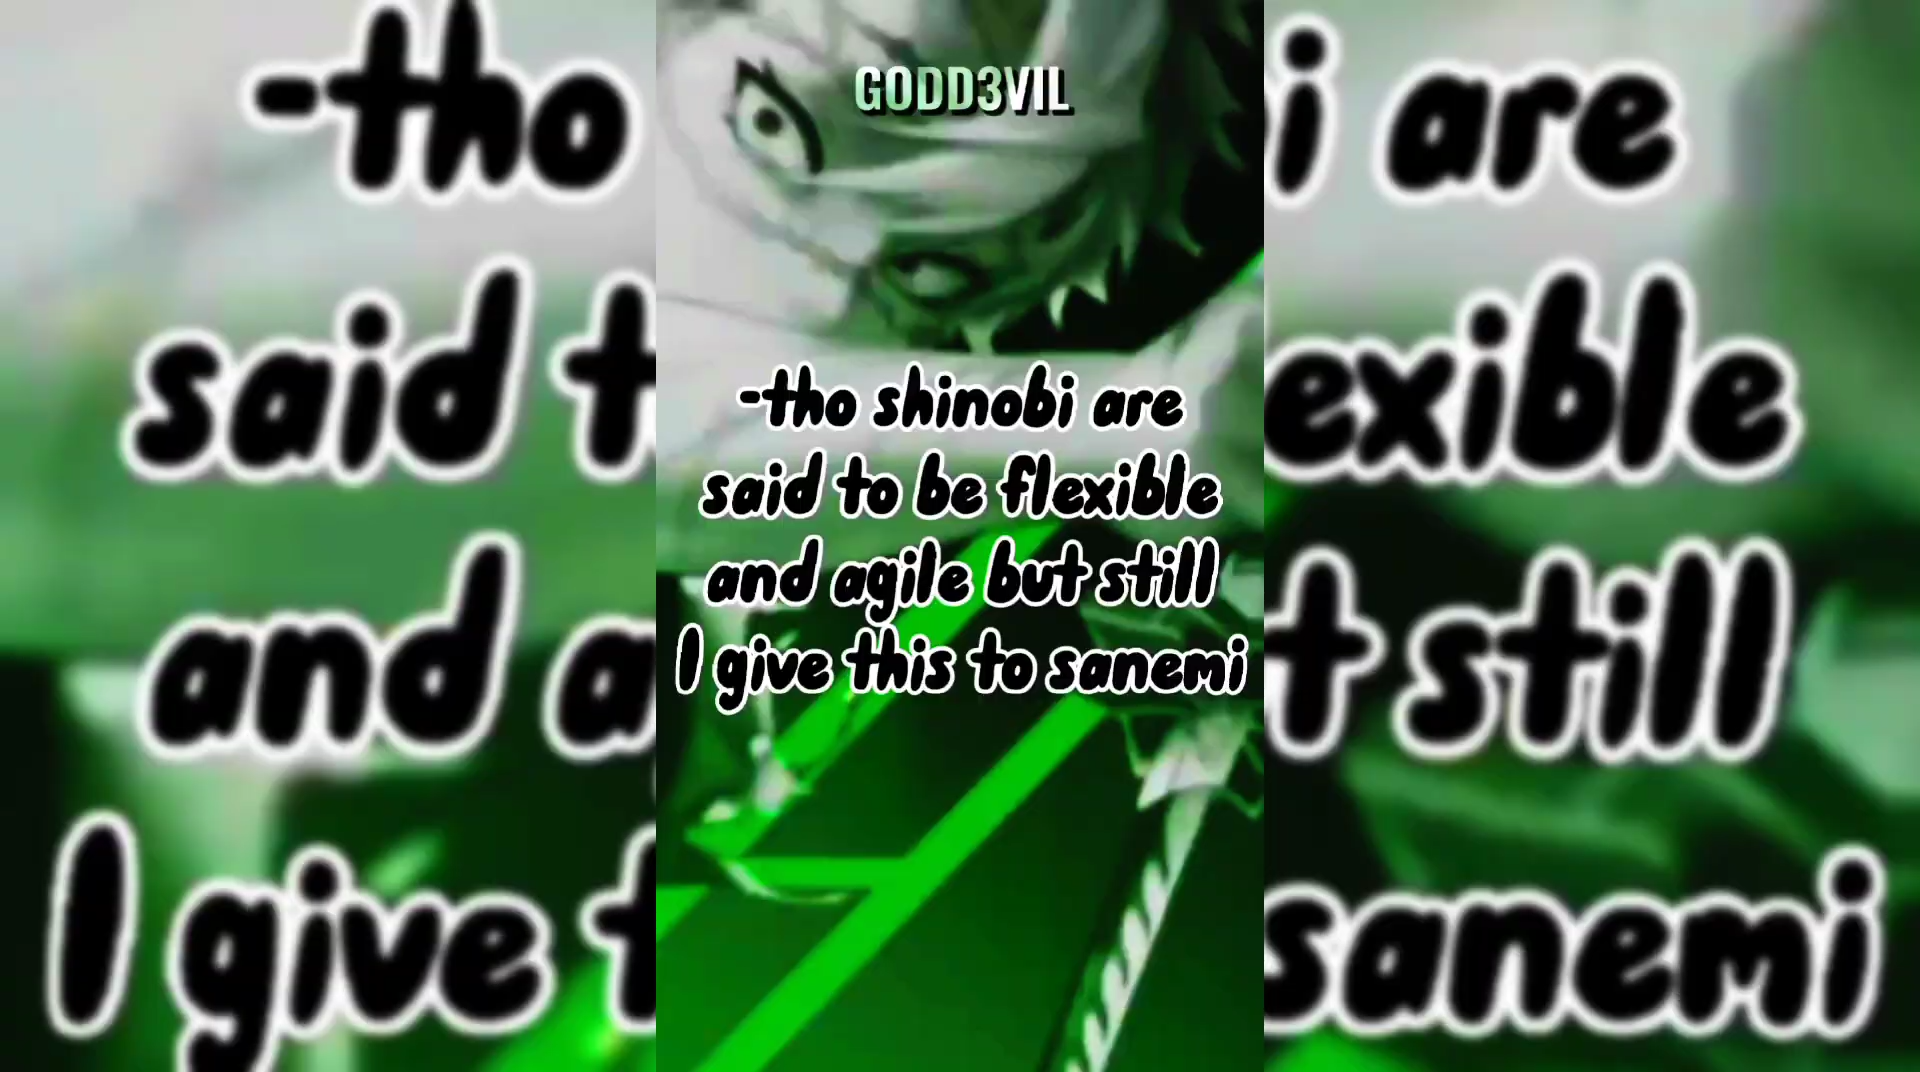 GODD3VIL
-tho shinobi are
said to be flexible
and agile but still
I give this to sanemi